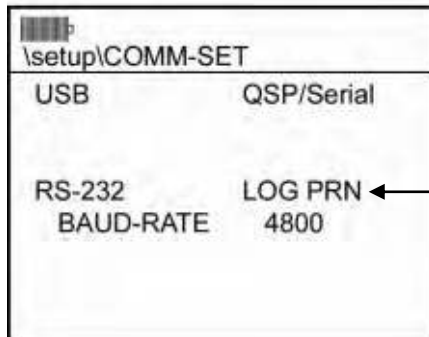 \setup\COMM-SET
USB QSP/Serial
RS-232 LOG PRN
BAUD-RATE 4800